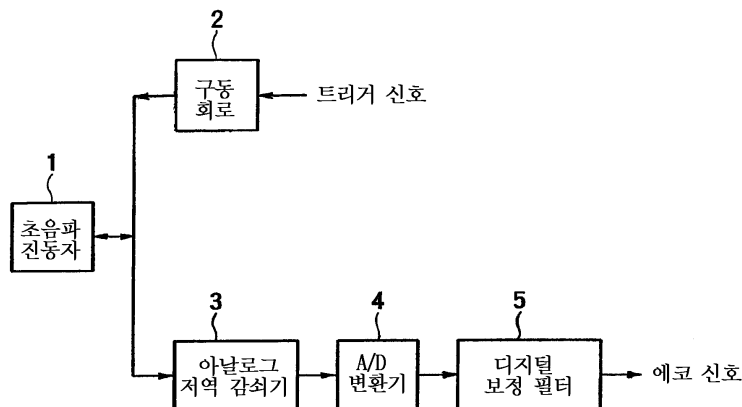 2
구동
회로
트리거 신호
1
초음파
진동자
3
아날로그
저역 감쇠기
4
A/D
변환기
5
디지털
보정 필터
에코 신호